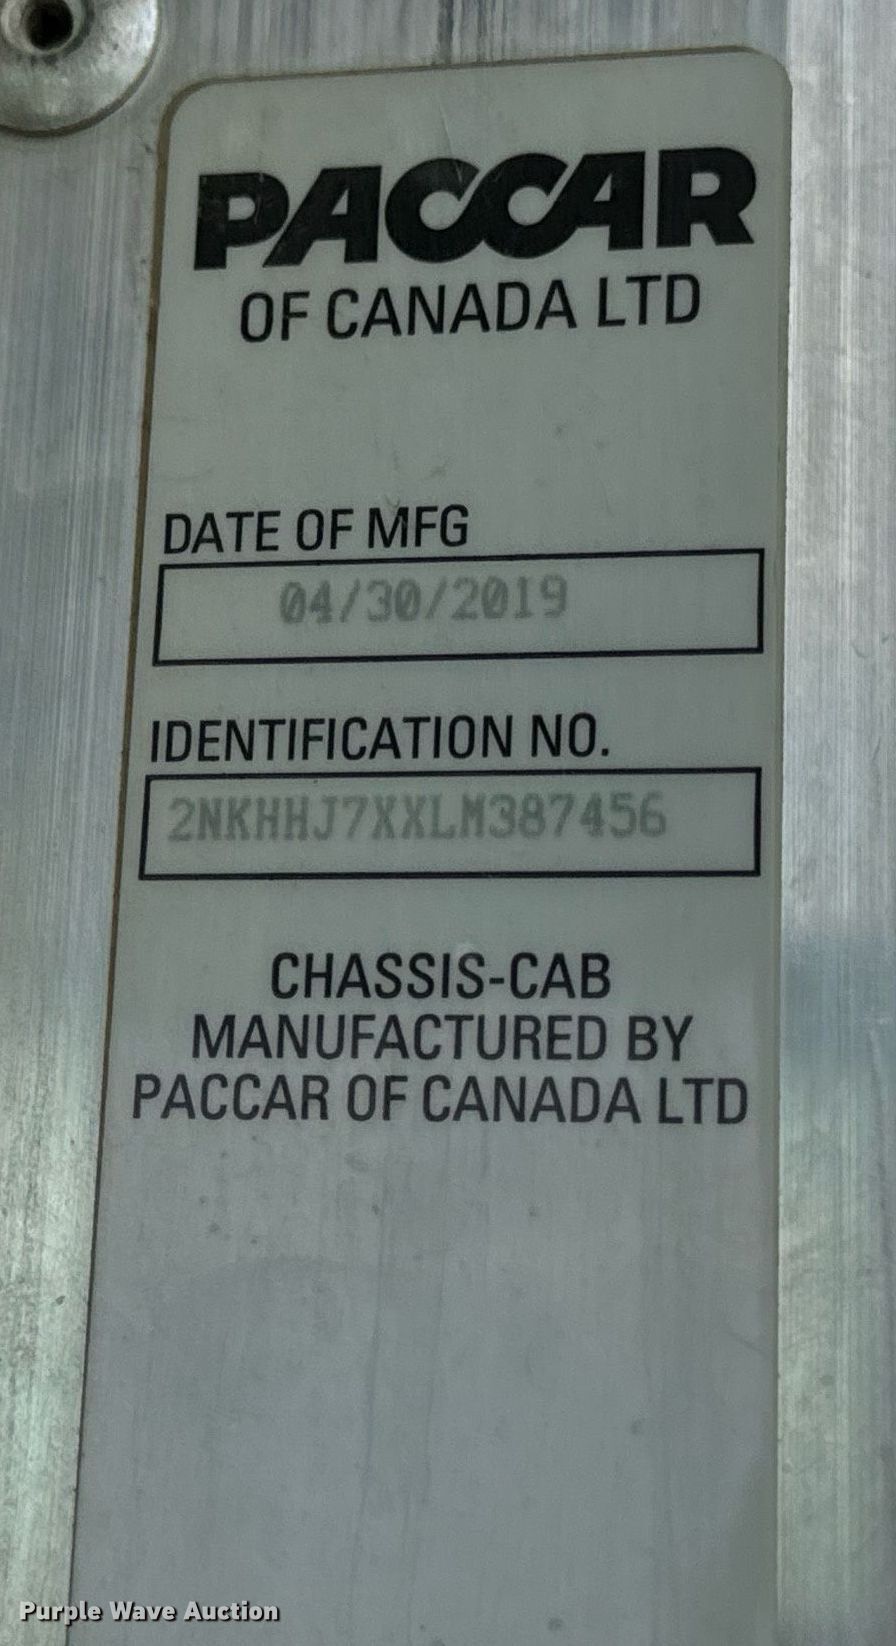 PACCAR
OF CANADA LTD
DATE OF MFG
04/30/2019
IDENTIFICATION NO.
2NKHHJ7XXLM387456
CHASSIS-CAB
MANUFACTURED BY
PACCAR OF CANADA LTD
Purple Wave Auction